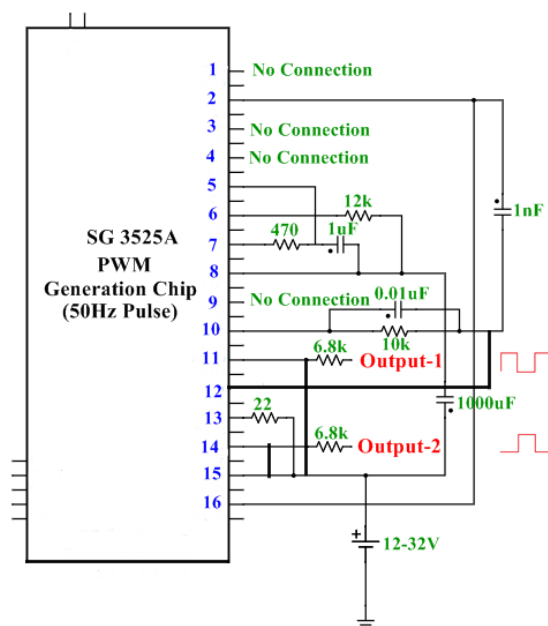 1 No Connection
2
3 No Connection
4 No Connection
5
12k
6
1nF
470 1uF
SG 3525A
7
PWM
8
Generation Chip
(50Hz Pulse)
9 No Connection 0.01uF
10
10k
6.8k
11 Output-1
12
1000uF
22
13
6.8k
14 Output-2
15
16
+
12-32V